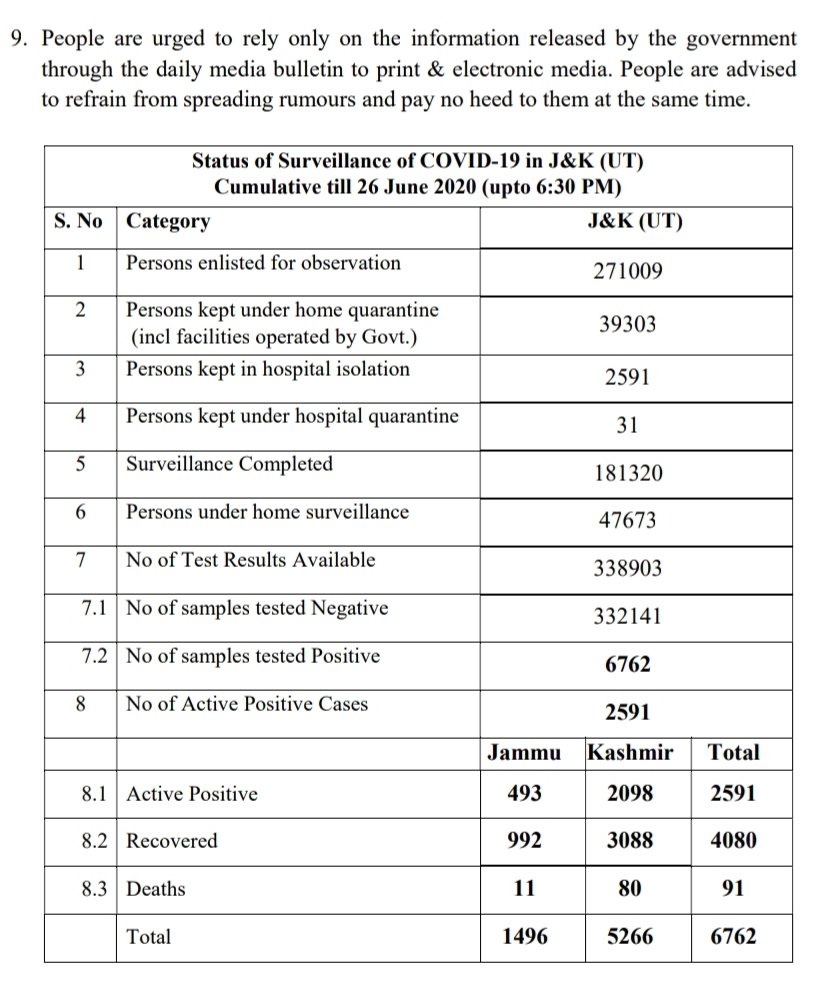 9. People are urged to rely only on the information released by the government
through the daily media bulletin to print & electronic media. People are advised
to refrain from spreading rumours and pay no heed to them at the same time.
Status of Surveillance of COVID-19 in J&K (UT)
Cumulative till 26 June 2020 (upto 6:30 PM)
S. No Category J&K (UT)
1 Persons enlisted for observation 271009
2 Persons kept under home quarantine
(incl facilities operated by Govt.) 39303
3 Persons kept in hospital isolation 2591
4 Persons kept under hospital quarantine 31
5 Surveillance Completed 181320
6 Persons under home surveillance 47673
7 No of Test Results Available 338903
7.1 No of samples tested Negative 332141
7.2 No of samples tested Positive 6762
8 No of Active Positive Cases 2591
Jammu Kashmir Total
8.1 Active Positive 493 2098 2591
8.2 Recovered 992 3088 4080
8.3 Deaths 11 80 91
Total 1496 5266 6762